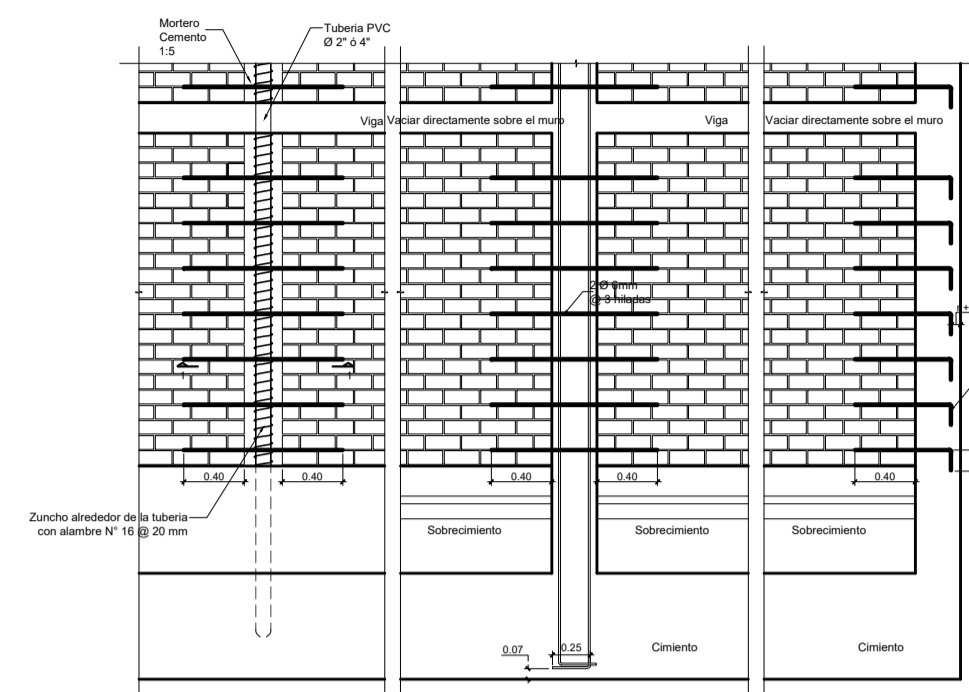 Mortero
Cemento
1:5
Tuberia PVC
Ø 2" ó 4"
Viga
Vaciar directamente sobre el muro
Viga
Vaciar directamente sobre el muro
2 Ø 6mm
@ 3 hiladas
1
1
0.40
0.40
0.40
0.40
0.40
Zuncho alrededor de la tuberia
con alambre N° 16 @ 20 mm
Sobrecimiento
Sobrecimiento
Sobrecimiento
0.07
0.25
Cimiento
Cimiento